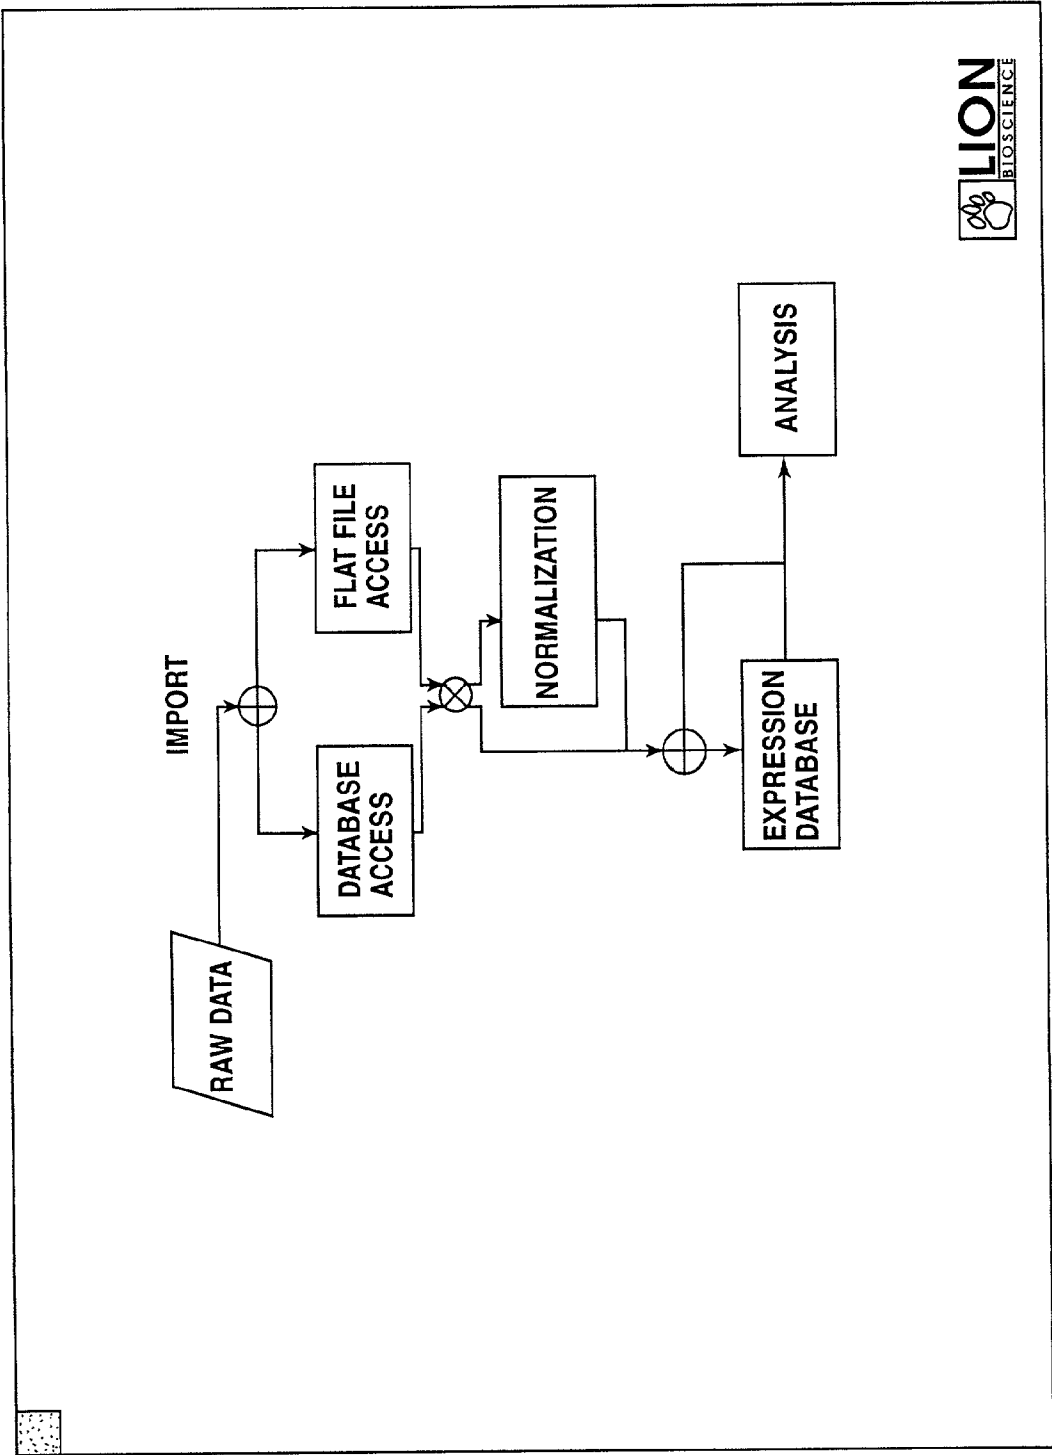 IMPORT
RAW DATA
DATABASE
ACCESS
FLAT FILE
ACCESS
NORMALIZATION
EXPRESSION
DATABASE
ANALYSIS
LION
BIOSCIENCE